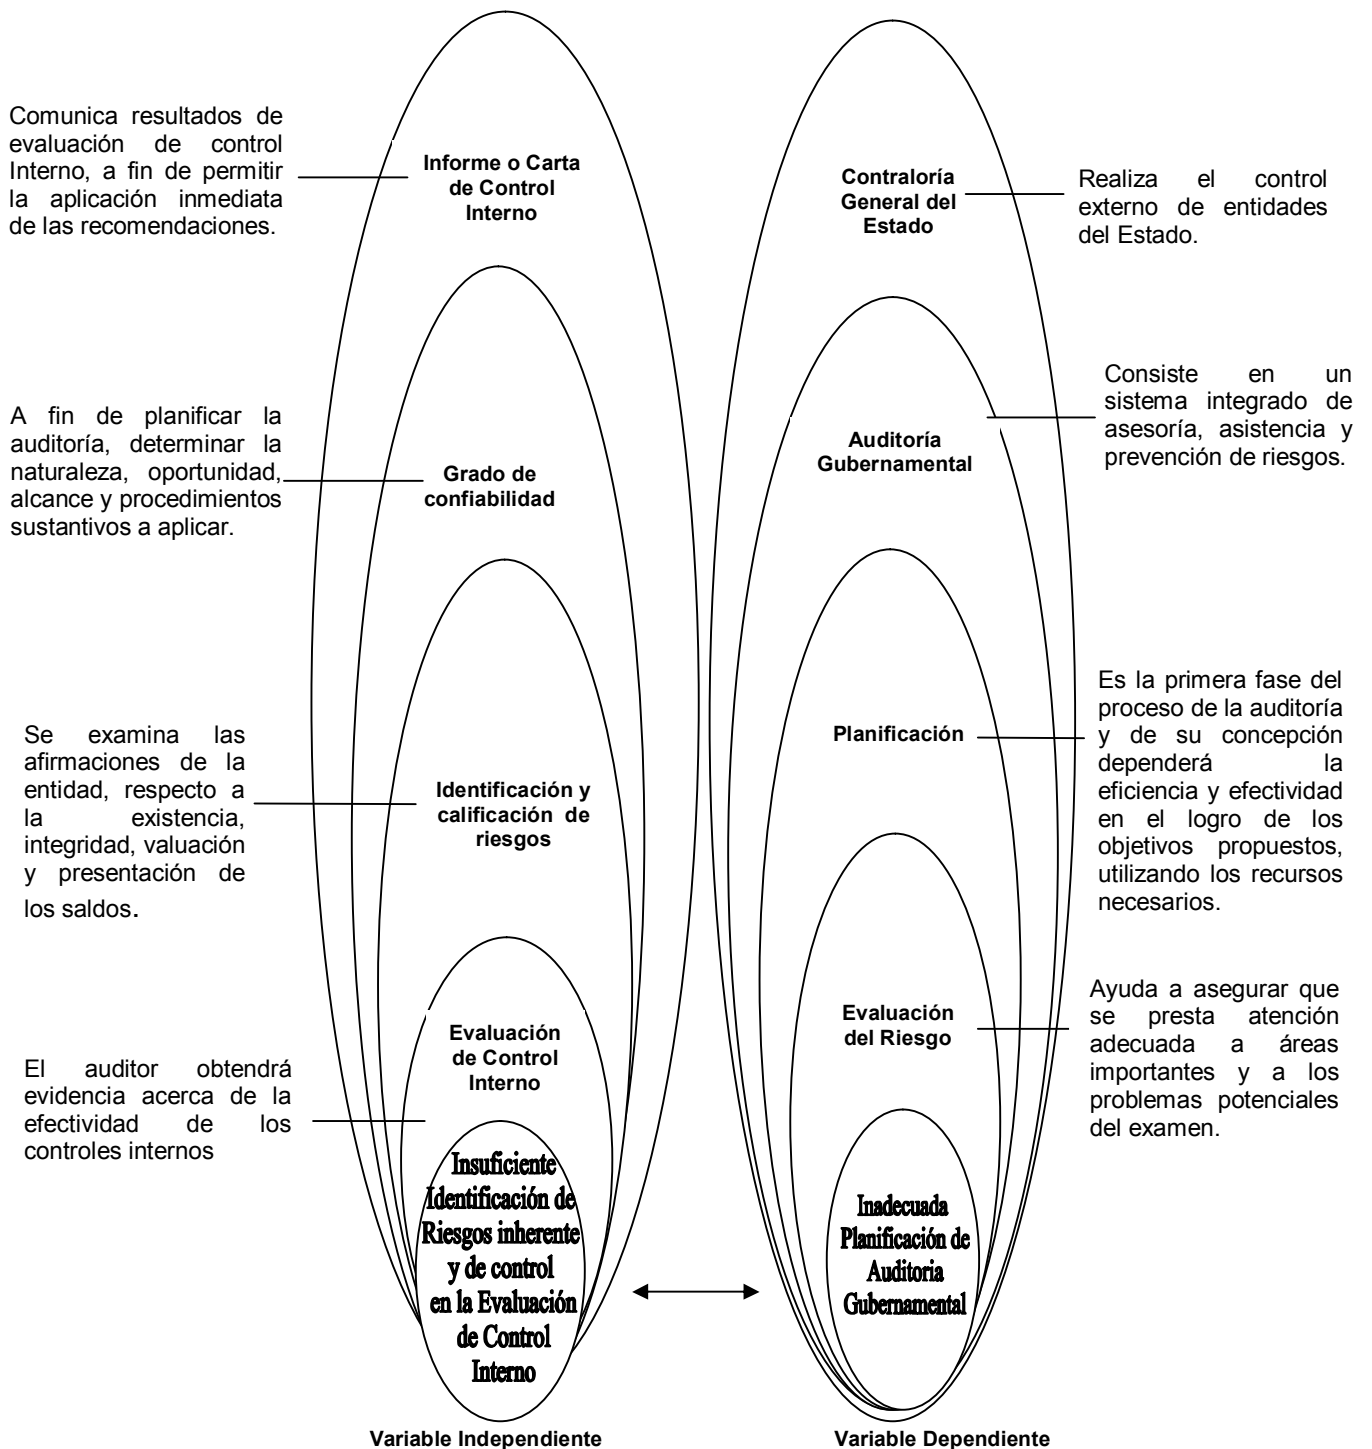 Comunica resultados de
evaluación de control
Interno, a fin de permitir
la aplicación inmediata
de las recomendaciones.
Informe o Carta
de Control
Interno
Contraloría
General del
Estado
Realiza el control
externo de entidades
del Estado.
A fin de planificar la
auditoría, determinar la
naturaleza, oportunidad,
alcance y procedimientos
sustantivos a aplicar.
Grado de
confiabilidad
Auditoría
Gubernamental
Consiste en un
sistema integrado de
asesoría, asistencia y
prevención de riesgos.
Se examina las
afirmaciones de la
entidad, respecto a
la existencia,
integridad, valuación
y presentación de
los saldos.
Identificación y
calificación de
riesgos
Planificación
Es la primera fase del
proceso de la auditoría
y de su concepción
dependerá la
eficiencia y efectividad
en el logro de los
objetivos propuestos,
utilizando los recursos
necesarios.
El auditor obtendrá
evidencia acerca de la
efectividad de los
controles internos
Evaluación
de Control
Interno
Evaluación
del Riesgo
Ayuda a asegurar que
se presta atención
adecuada a áreas
importantes y a los
problemas potenciales
del examen.
Insuficiente
Identificación de
Riesgos inherente
y de control
en la Evaluación
de Control
Interno
Inadecuada
Planificación de
Auditoria
Gubernamental
Variable Independiente
Variable Dependiente